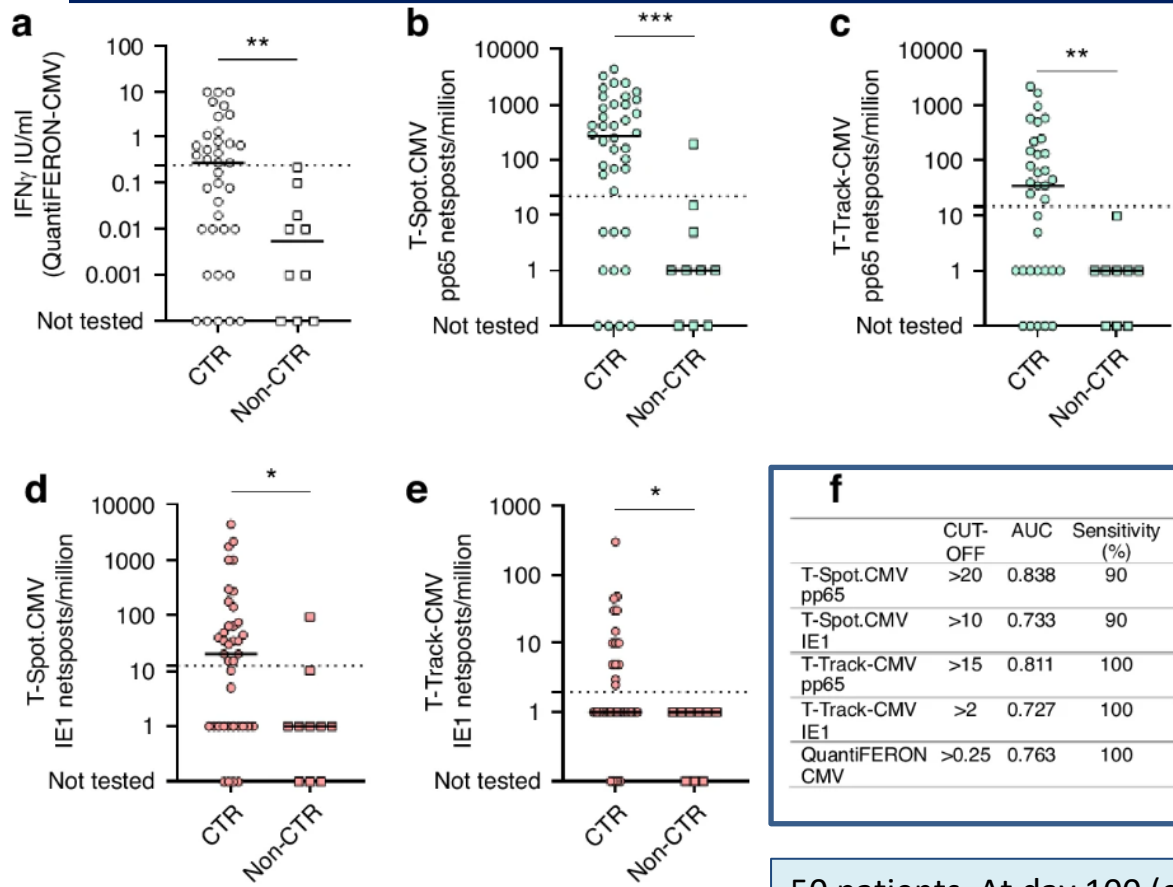 a
**
100
10
1
0.1
0.01
0.001
Not tested
IFNγ IU/ml
(QuantiFERON-CMV)
CTR
Non-CTR
b
***
10000
1000
100
10
1
Not tested
T-Spot.CMV
pp65 netsposts/million
CTR
Non-CTR
c
**
10000
1000
100
10
1
Not tested
T-Track-CMV
pp65 netsposts/million
CTR
Non-CTR
d
*
10000
1000
100
10
1
Not tested
T-Spot.CMV
IE1 netsposts/million
CTR
Non-CTR
e
*
1000
100
10
1
Not tested
T-Track-CMV
IE1 netsposts/million
CTR
Non-CTR
f
CUT- AUC Sensitivity
OFF (%)
T-Spot.CMV >20 0.838 90
pp65
T-Spot.CMV >10 0.733 90
IE1
T-Track-CMV >15 0.811 100
pp65
T-Track-CMV >2 0.727 100
IE1
QuantiFERON >0.25 0.763 100
CMV
50 patients. At day 100 (